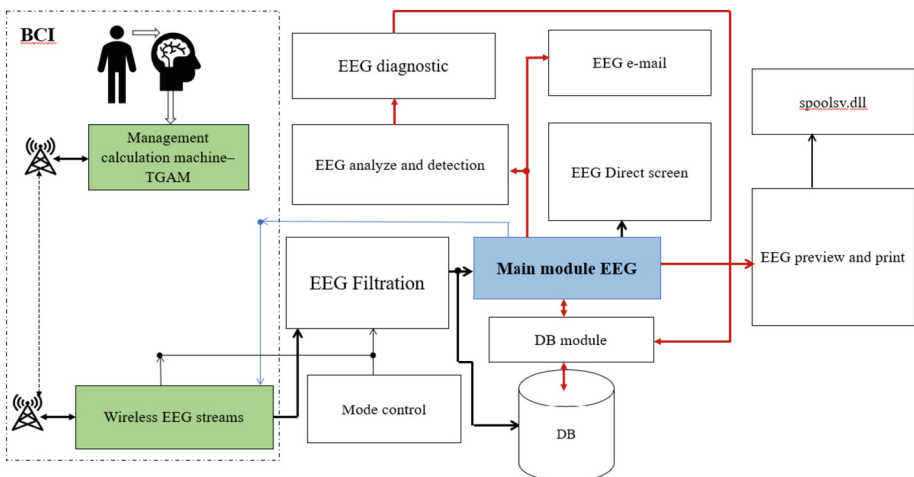 BCI
EEG diagnostic
EEG e-mail
spoolsv.dll
Management
calculation machine–
TGAM
EEG analyze and detection
EEG Direct screen
EEG Filtration
Main module EEG
EEG preview and print
DB module
Wireless EEG streams
Mode control
DB